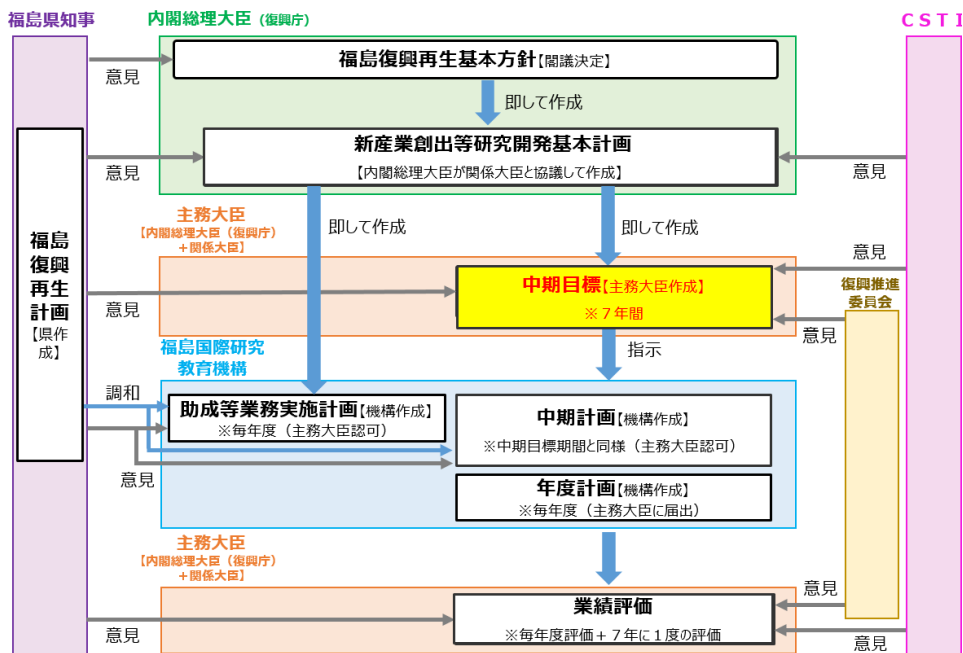 福島県知事
内閣総理大臣（復興庁）
ＣＳＴＩ
福島復興再生基本方針【閣議決定】
意見
即して作成
新産業創出等研究開発基本計画
【内閣総理大臣が関係大臣と協議して作成】
意見
意見
主務大臣
【内閣総理大臣（復興庁）
＋関係大臣】
即して作成
即して作成
福島
復興
再生
計画
【県作
成】
意見
中期目標【主務大臣作成】
※７年間
意見
復興推進
委員会
意見
福島国際研究
教育機構
指示
調和
助成等業務実施計画【機構作成】
※毎年度（主務大臣認可）
中期計画【機構作成】
※中期目標期間と同様（主務大臣認可）
意見
年度計画【機構作成】
※毎年度（主務大臣に届出）
主務大臣
【内閣総理大臣（復興庁）
＋関係大臣】
意見
業績評価
※毎年度評価＋７年に１度の評価
意見
意見